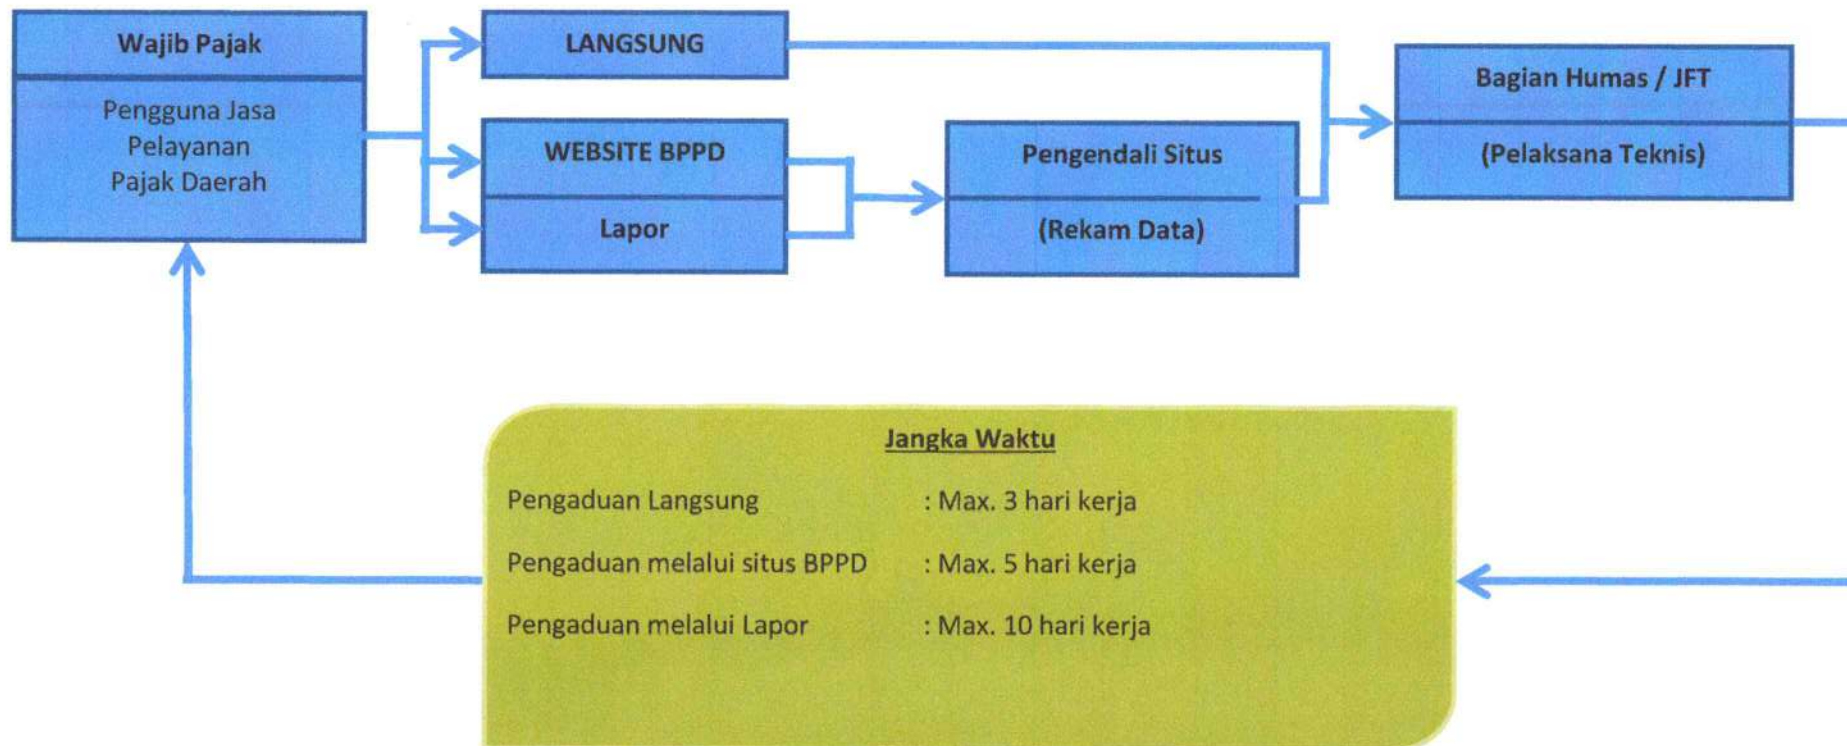 Wajib Pajak
Pengguna Jasa
Pelayanan
Pajak Daerah
LANGSUNG
WEBSITE BPPD
Lapor
Pengendali Situs
(Rekam Data)
Bagian Humas / JFT
(Pelaksana Teknis)
Jangka Waktu
Pengaduan Langsung : Max. 3 hari kerja
Pengaduan melalui situs BPPD : Max. 5 hari kerja
Pengaduan melalui Lapor : Max. 10 hari kerja